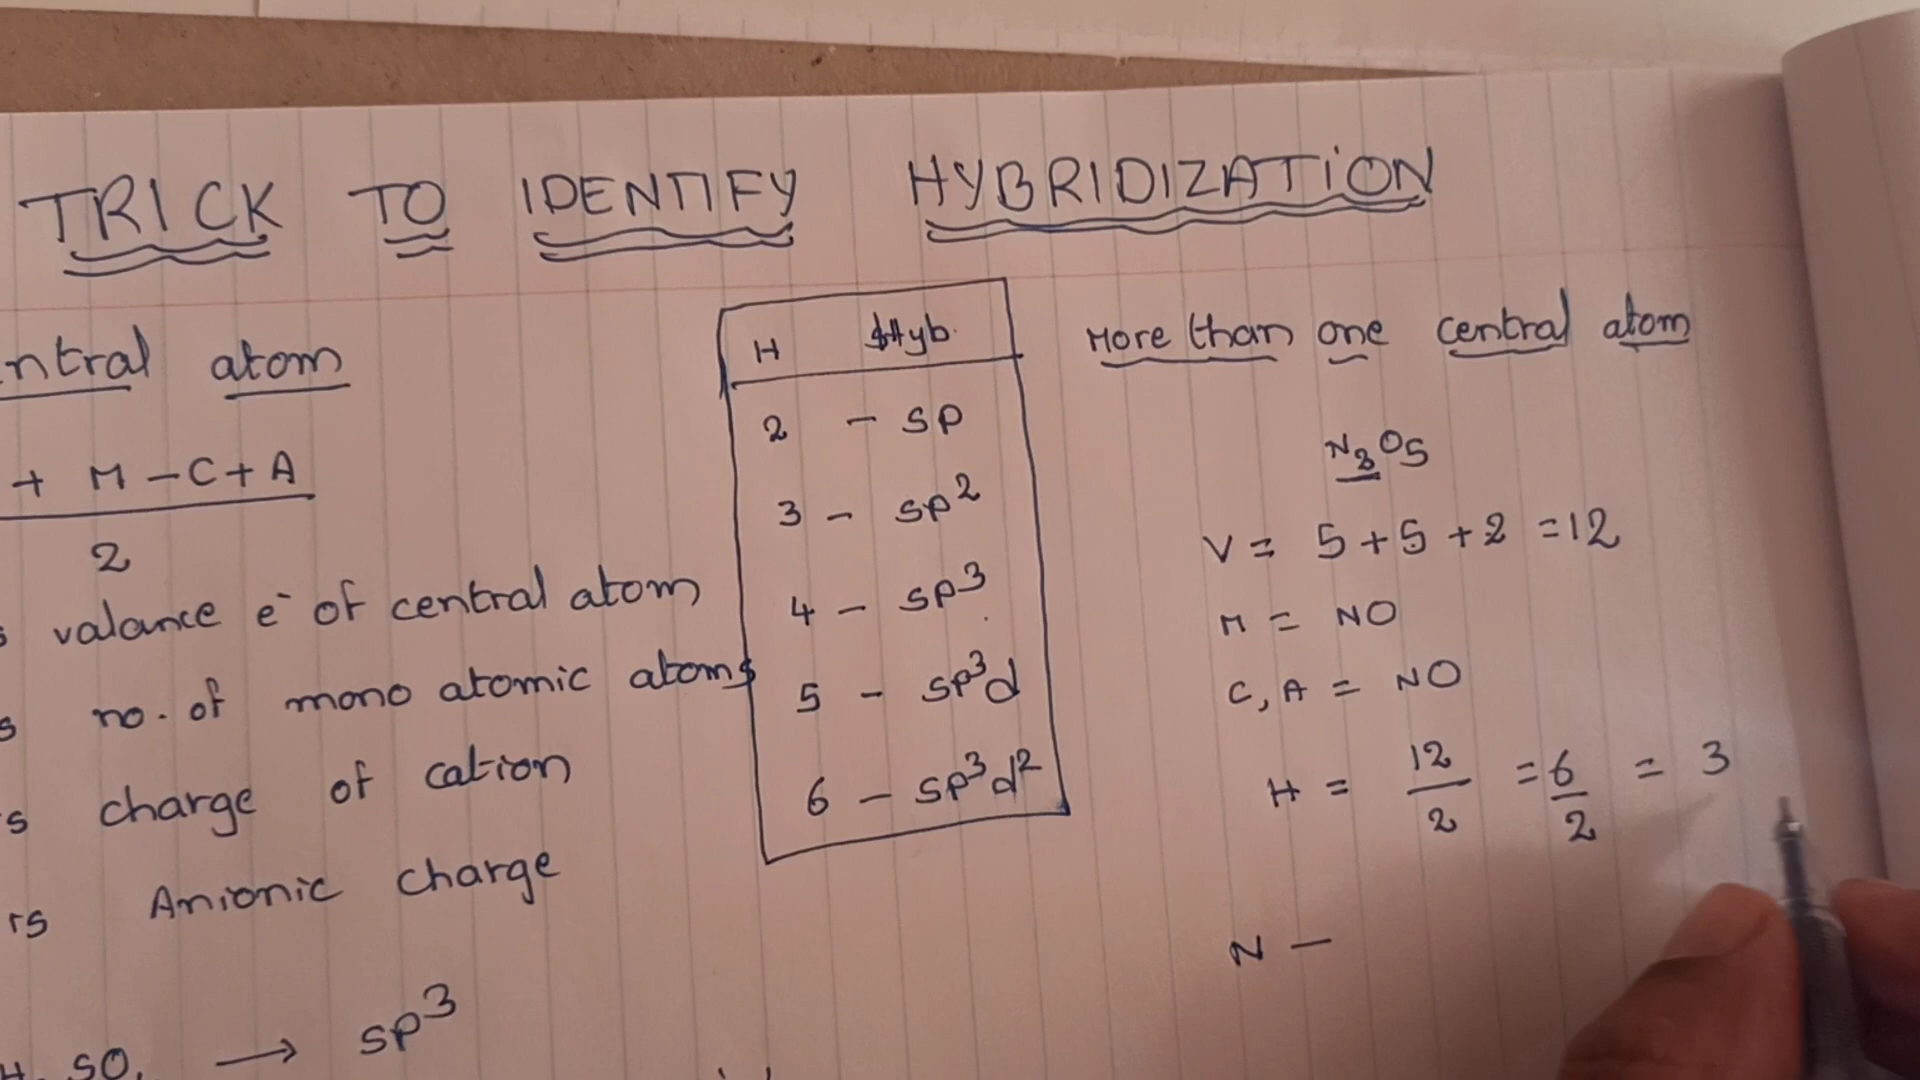 TRICK TO IDENTIFY HYBRIDIZATION
ntral atom
+ M - C + A
2
valance e⁻ of central atom
no. of mono atomic atoms
charge of cation
Anionic charge
SO → sp³
H Hyb.
2 - sp
3 - sp²
4 - sp³
5 - sp³d
6 - sp³d²
More than one central atom
N₂O5
V = 5 + 5 + 2 = 12
M = NO
C, A = NO
H = 12/2 = 6/2 = 3
N -